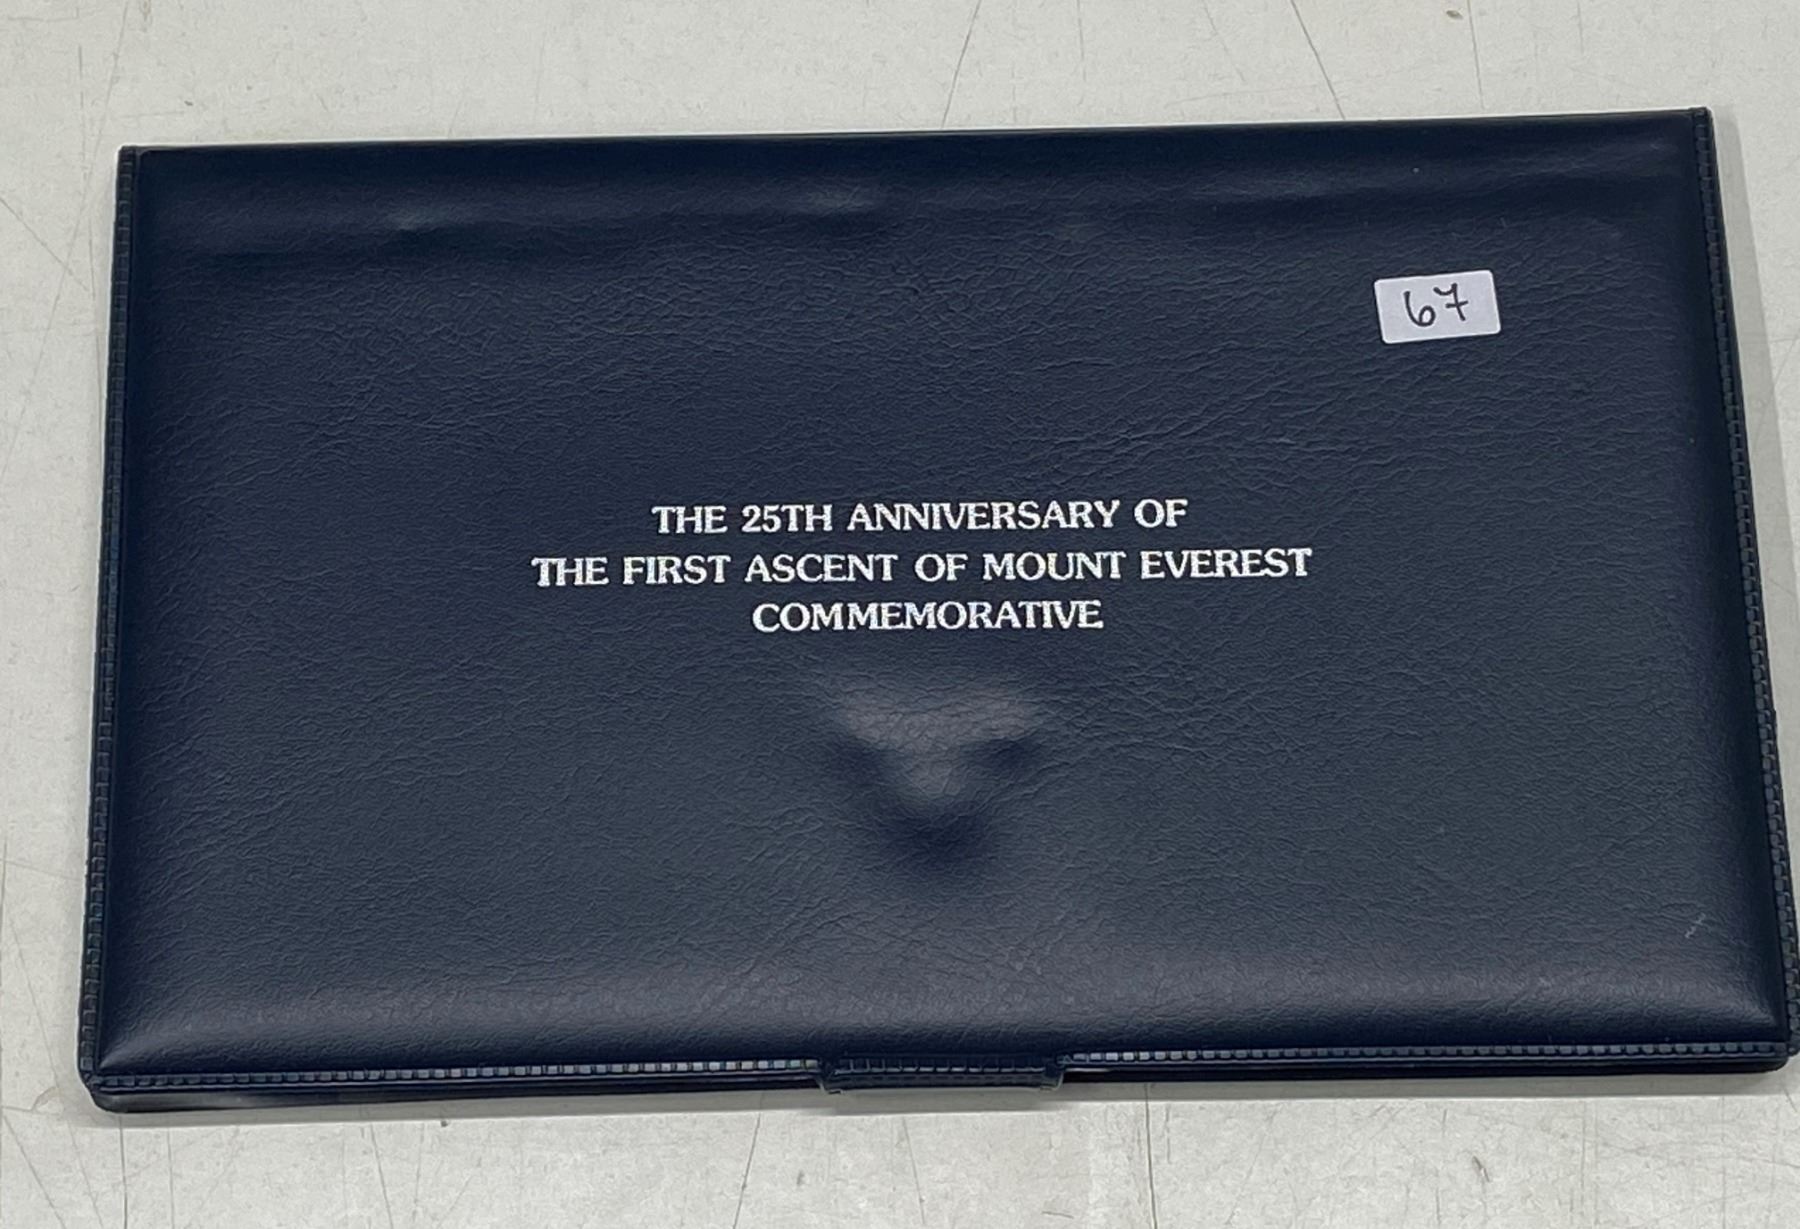 67
THE 25TH ANNIVERSARY OF
THE FIRST ASCENT OF MOUNT EVEREST
COMMEMORATIVE